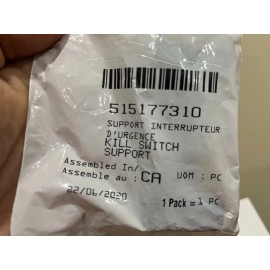 515177310
SUPPORT INTERRUPTEUR
D'URGENCE
KILL SWITCH
SUPPORT
Assembled In/
Assemble au : CA UOM : PC
22/06/2020 1 Pack = 1 PC